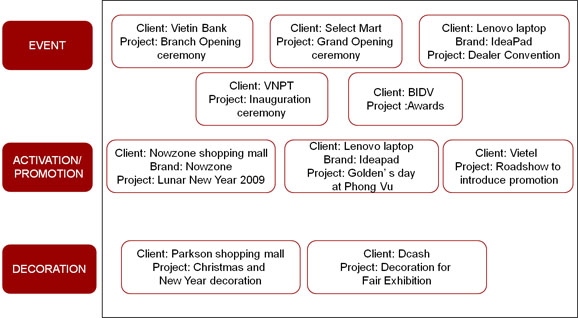 EVENT
Client: Vietin Bank
Project: Branch Opening
ceremony
Client: Select Mart
Project: Grand Opening
ceremony
Client: Lenovo laptop
Brand: IdeaPad
Project: Dealer Convention
Client: VNPT
Project: Inauguration
ceremony
Client: BIDV
Project :Awards
ACTIVATION/
PROMOTION
Client: Nowzone shopping mall
Brand: Nowzone
Project: Lunar New Year 2009
Client: Lenovo laptop
Brand: Ideapad
Project: Golden’ s day
at Phong Vu
Client: Vietel
Project: Roadshow to
introduce promotion
DECORATION
Client: Parkson shopping mall
Project: Christmas and
New Year decoration
Client: Dcash
Project: Decoration for
Fair Exhibition